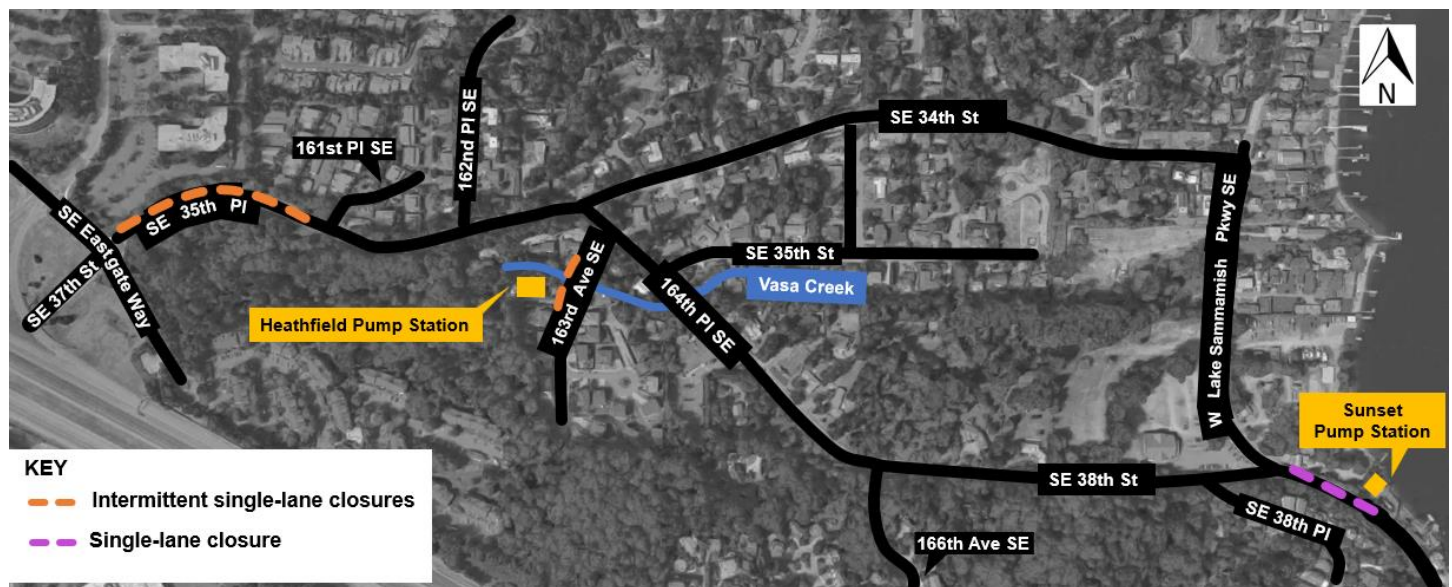 N
SE 34th St
162nd Pl SE
161st Pl SE
SE 35th Pl
SE Eastgate Way
SE 37th St
163rd Ave SE
SE 35th St
Vasa Creek
164th Pl SE
W Lake Sammamish Pkwy SE
Heathfield Pump Station
Sunset
Pump Station
SE 38th St
SE 38th Pl
166th Ave SE
KEY
Intermittent single-lane closures
Single-lane closure